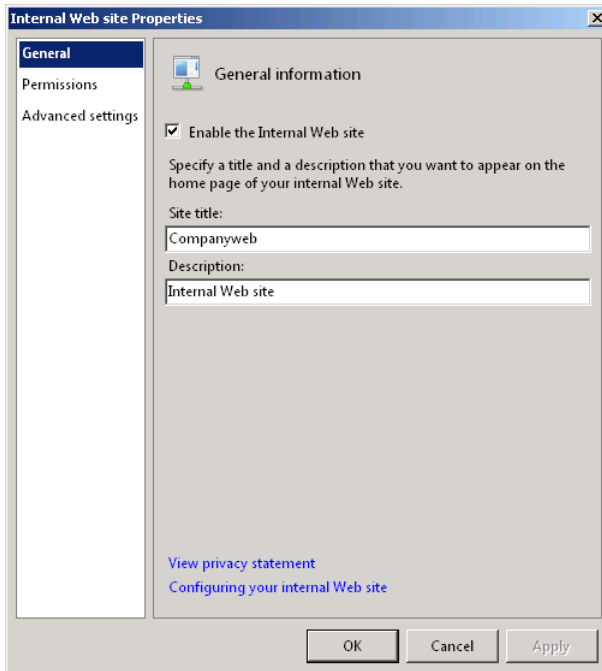 Internal Web site Properties
General
Permissions
Advanced settings
General information
Enable the Internal Web site
Specify a title and a description that you want to appear on the
home page of your internal Web site.
Site title:
Companyweb
Description:
Internal Web site
View privacy statement
Configuring your internal Web site
OK
Cancel
Apply